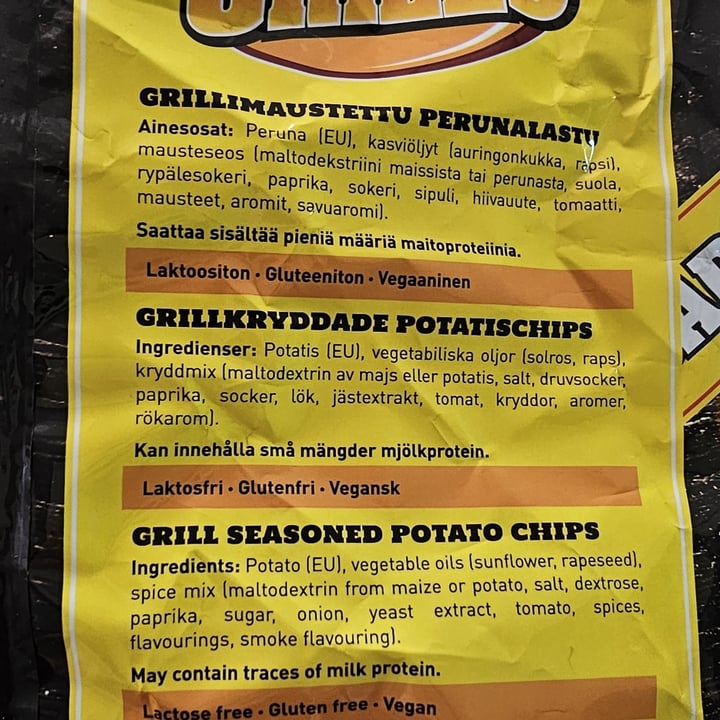 GRILLIMAUSTETTU PERUNALASTU
Ainesosat: Peruna (EU), kasviöljyt (auringonkukka, rapsi),
mausteseos (maltodekstriini maissista tai perunasta, suola,
rypälesokeri, paprika, sokeri, sipuli, hiivauute, tomaatti,
mausteet, aromit, savuaromi).
Saattaa sisältää pieniä määriä maitoproteiinia.
Laktoositon • Gluteeniton • Vegaaninen
GRILLKRYDDADE POTATISCHIPS
Ingredienser: Potatis (EU), vegetabiliska oljor (solros, raps),
kryddmix (maltodextrin av majs eller potatis, salt, druvsocker,
paprika, socker, lök, jästextrakt, tomat, kryddor, aromer,
rökarom).
Kan innehålla små mängder mjölkprotein.
Laktosfri • Glutenfri • Vegansk
GRILL SEASONED POTATO CHIPS
Ingredients: Potato (EU), vegetable oils (sunflower, rapeseed),
spice mix (maltodextrin from maize or potato, salt, dextrose,
paprika, sugar, onion, yeast extract, tomato, spices,
flavourings, smoke flavouring).
May contain traces of milk protein.
Lactose free • Gluten free • Vegan